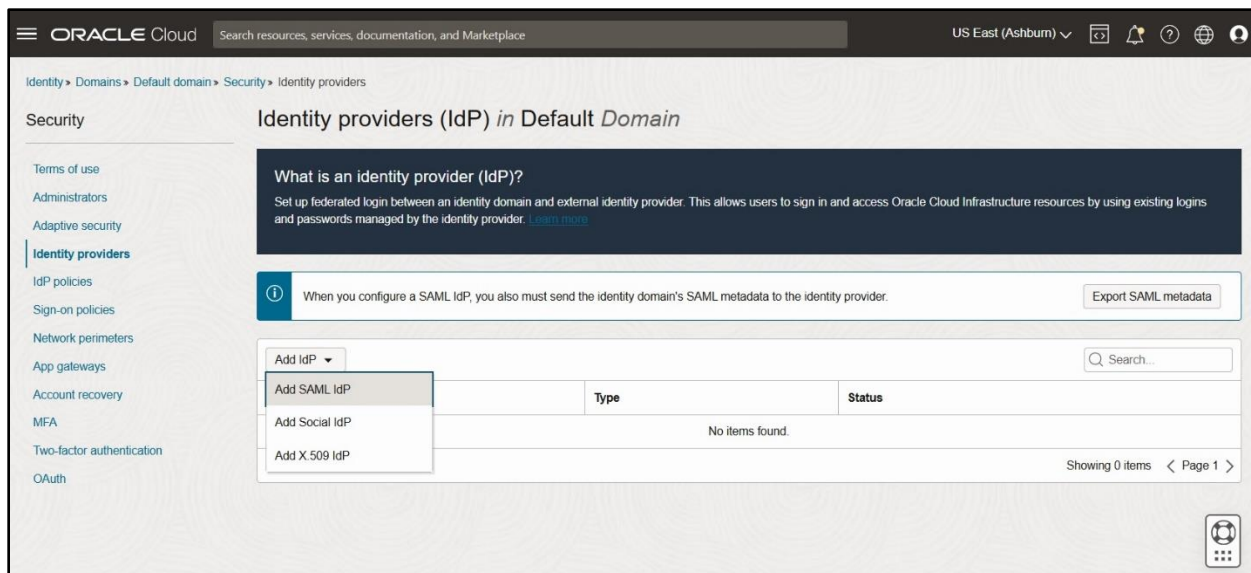 ORACLE Cloud
Search resources, services, documentation, and Marketplace
US East (Ashburn)
Identity » Domains » Default domain » Security » Identity providers
Security
Terms of use
Administrators
Adaptive security
Identity providers
IdP policies
Sign-on policies
Network perimeters
App gateways
Account recovery
MFA
Two-factor authentication
OAuth
Identity providers (IdP) in Default Domain
What is an identity provider (IdP)?
Set up federated login between an identity domain and external identity provider. This allows users to sign in and access Oracle Cloud Infrastructure resources by using existing logins
and passwords managed by the identity provider. Learn more
When you configure a SAML IdP, you also must send the identity domain's SAML metadata to the identity provider.
Export SAML metadata
Add IdP
Search...
Add SAML IdP
Add Social IdP
Add X.509 IdP
Type
Status
No items found.
Showing 0 items
Page 1